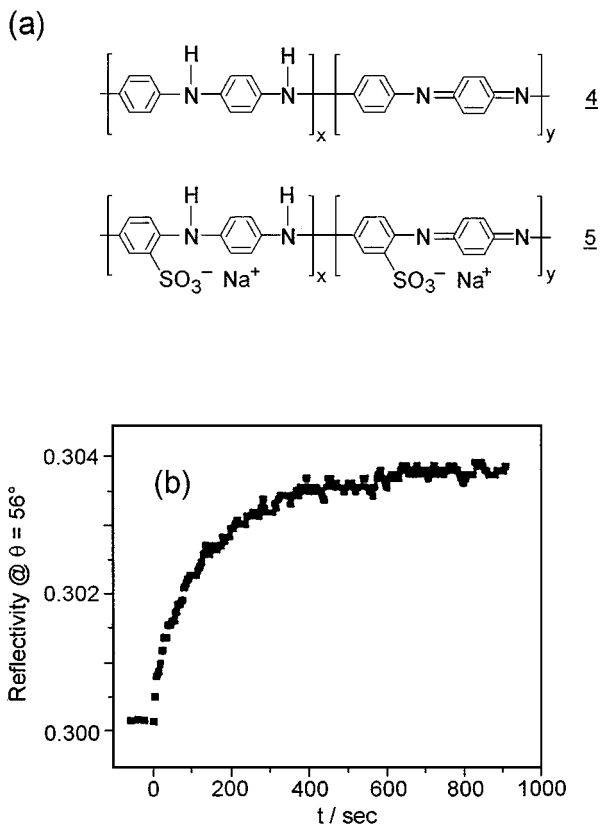 (a)
H H
N N N N
x y
4
H H
N N N N
SO3− Na+ SO3− Na+
x y
5
(b)
Reflectivity @ θ = 56°
0.304
0.302
0.300
0 200 400 600 800 1000
t / sec